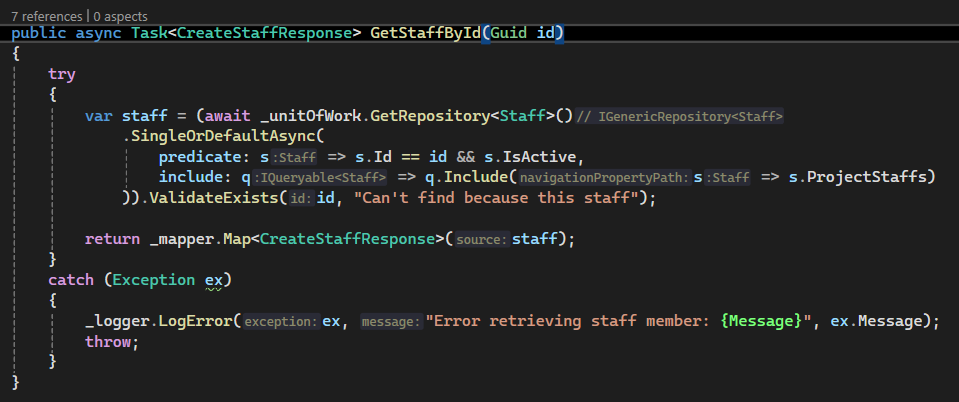 7 references | 0 aspects
public async Task<CreateStaffResponse> GetStaffById(Guid id)
{
    try
    {
        var staff = (await _unitOfWork.GetRepository<Staff>()// IGenericRepository<Staff>
            .SingleOrDefaultAsync(
                predicate: s:Staff => s.Id == id && s.IsActive,
                include: q:IQueryable<Staff> => q.Include(navigationPropertyPath:s:Staff => s.ProjectStaffs)
            )).ValidateExists(id:id, "Can't find because this staff");
        return _mapper.Map<CreateStaffResponse>(source:staff);
    }
    catch (Exception ex)
    {
        _logger.LogError(exception:ex, message:"Error retrieving staff member: {Message}", ex.Message);
        throw;
    }
}